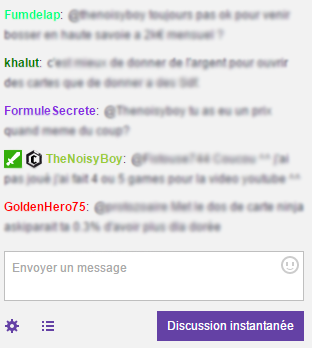 Fumdelap: @thenoisyboy toujours pas ok pour venir
bosser en haute savoie a 2k€ mensuel ?
khalut: c'est mieux de donner de l'argent pour ouvrir
des cartes que de donner a des
FormuleSecrete: @Thenoisyboy tu as eu un prix
quand meme du coup?
TheNoisyBoy: Coucou ^^ j'ai
pas joué j'ai fait 4 ou 5 games pour la video youtube ^^
GoldenHero75: Met le dos de carte ninja
askiparait ta 0.3% d'avoir plus dla dorée
Envoyer un message
Discussion instantanée